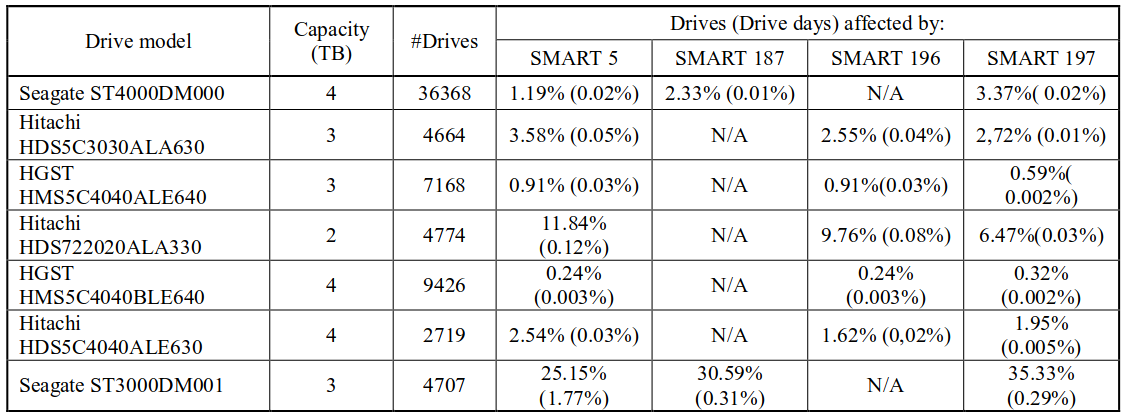 Drive model Capacity (TB) #Drives Drives (Drive days) affected by:
SMART 5 SMART 187 SMART 196 SMART 197
Seagate ST4000DM000 4 36368 1.19% (0.02%) 2.33% (0.01%) N/A 3.37%( 0.02%)
Hitachi HDS5C3030ALA630 3 4664 3.58% (0.05%) N/A 2.55% (0.04%) 2,72% (0.01%)
HGST HMS5C4040ALE640 3 7168 0.91% (0.03%) N/A 0.91%(0.03%) 0.59%( 0.002%)
Hitachi HDS722020ALA330 2 4774 11.84% (0.12%) N/A 9.76% (0.08%) 6.47%(0.03%)
HGST HMS5C4040BLE640 4 9426 0.24% (0.003%) N/A 0.24% (0.003%) 0.32% (0.002%)
Hitachi HDS5C4040ALE630 4 2719 2.54% (0.03%) N/A 1.62% (0,02%) 1.95% (0.005%)
Seagate ST3000DM001 3 4707 25.15% (1.77%) 30.59% (0.31%) N/A 35.33% (0.29%)